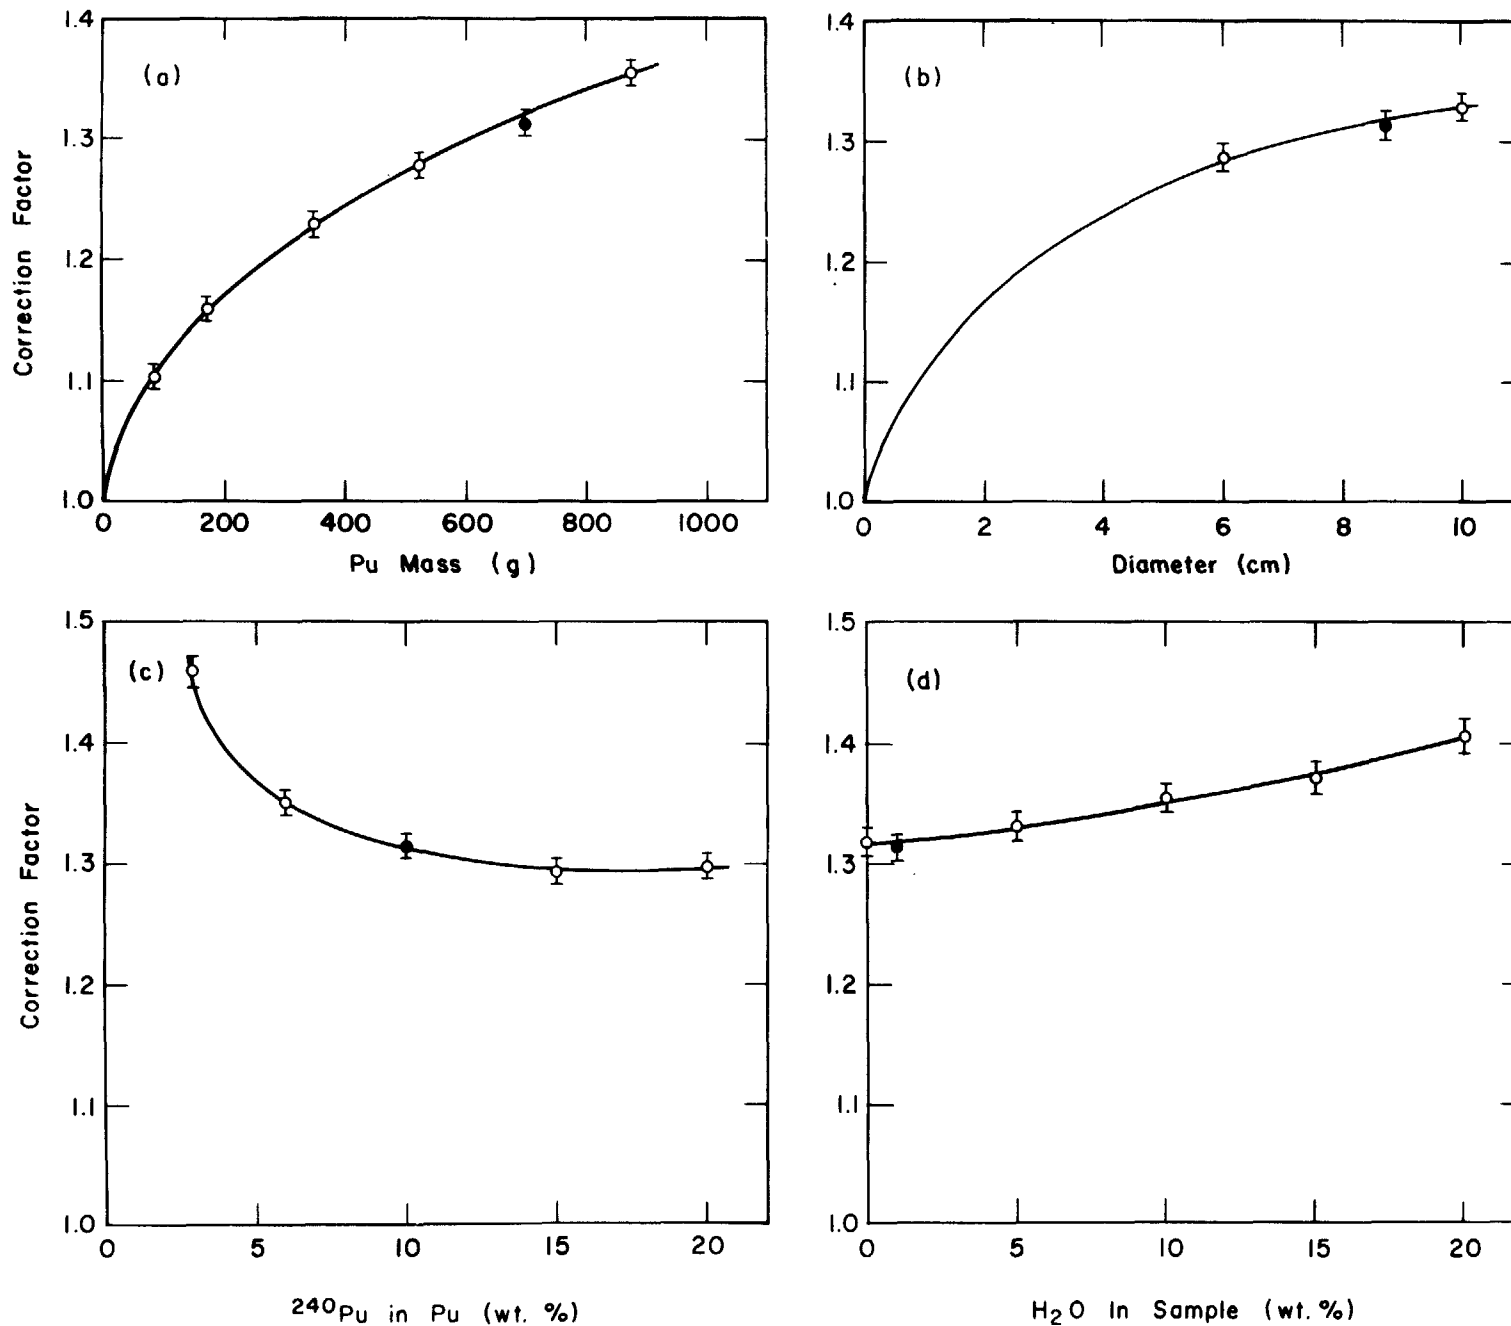 (a)
1.4
1.3
1.2
1.1
1.0
Correction Factor
0 200 400 600 800 1000
Pu Mass (g)
(b)
1.4
1.3
1.2
1.1
1.0
0 2 4 6 8 10
Diameter (cm)
(c)
1.5
1.4
1.3
1.2
1.1
1.0
Correction Factor
0 5 10 15 20
²⁴⁰Pu in Pu (wt. %)
(d)
1.5
1.4
1.3
1.2
1.1
1.0
0 5 10 15 20
H₂O In Sample (wt. %)